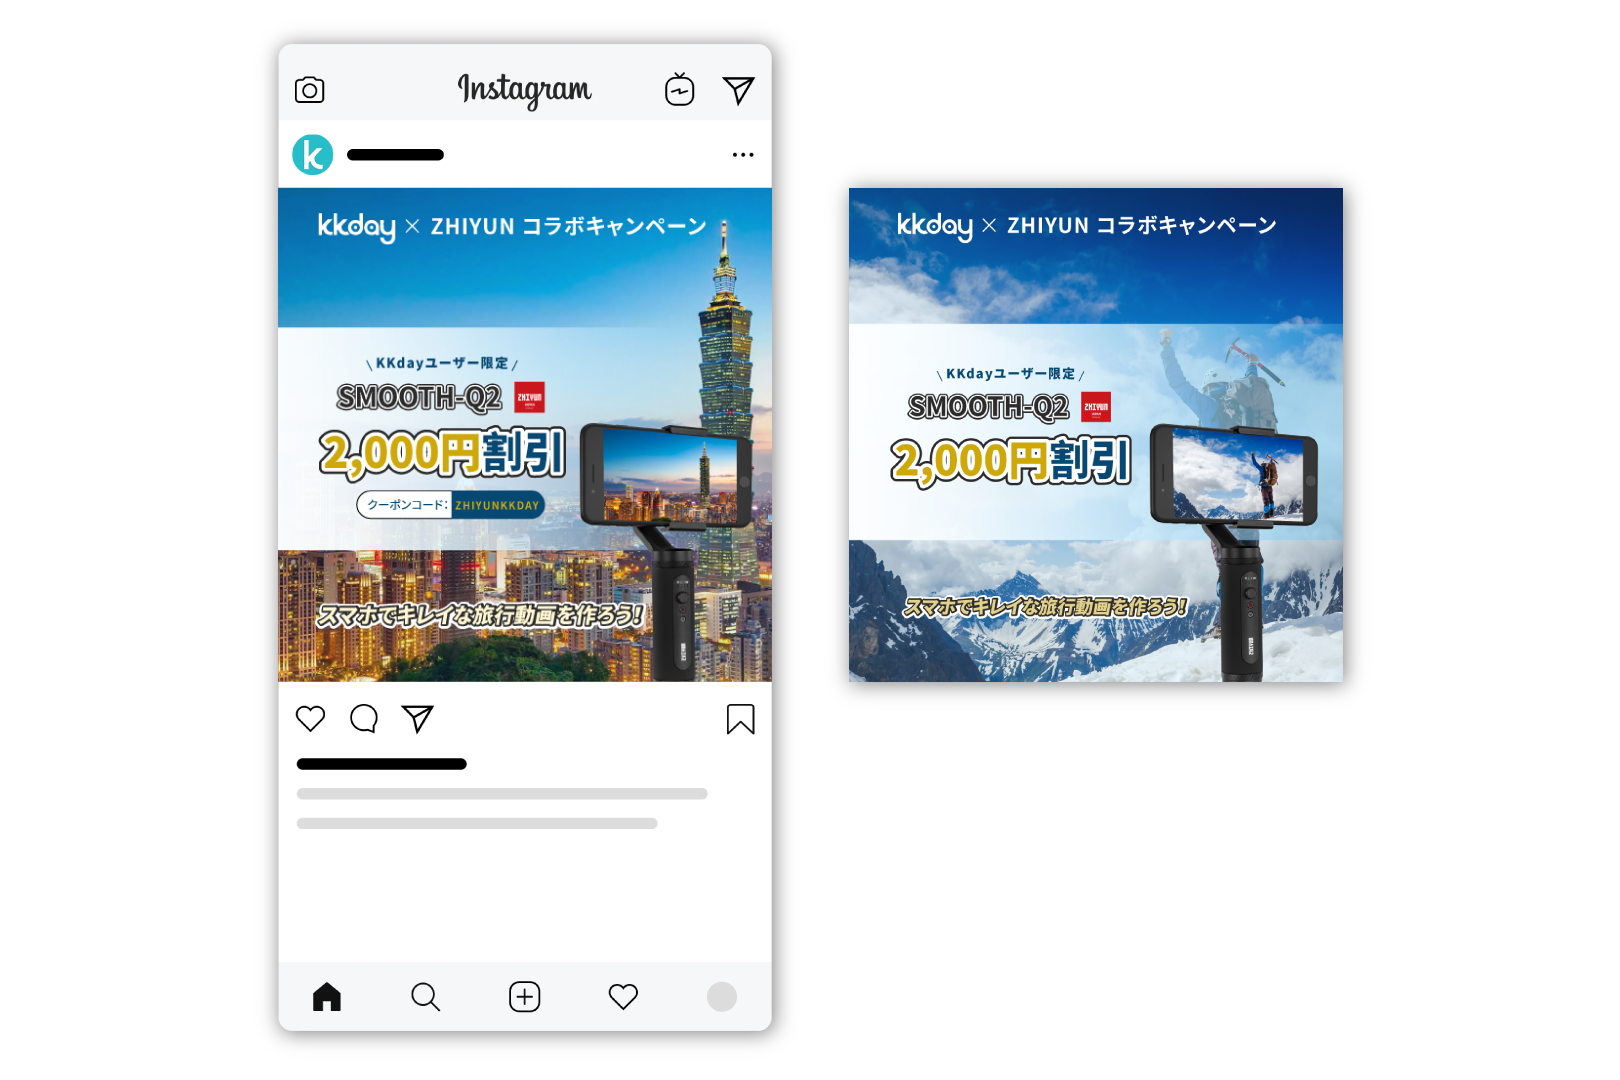 Instagram
k
kkday × ZHIYUN コラボキャンペーン
\ KKdayユーザー限定 /
SMOOTH-Q2 ZHIYUN
2,000円割引
クーポンコード: ZHIYUNKKDAY
スマホでキレイな旅行動画を作ろう!
kkday × ZHIYUN コラボキャンペーン
\ KKdayユーザー限定 /
SMOOTH-Q2 ZHIYUN
2,000円割引
スマホでキレイな旅行動画を作ろう!